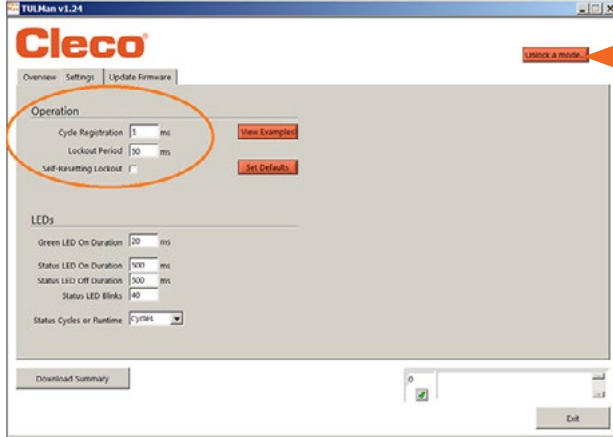 TULMan v1.24
Cleco
Unlock a mode...
Overview Settings Update Firmware
Operation
Cycle Registration 1 ms View Examples
Lockout Period 50 ms
Self-Resetting Lockout Set Defaults
LEDs
Green LED On Duration 20 ms
Status LED On Duration 500 ms
Status LED Off Duration 500 ms
Status LED Blinks 40
Status Cycles or Runtime Cycles
Download Summary
0
Exit